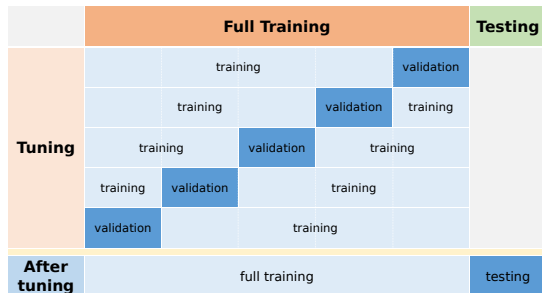 Full Training Testing
training validation
training validation training
Tuning training validation training
training validation training
validation training
After
tuning full training testing